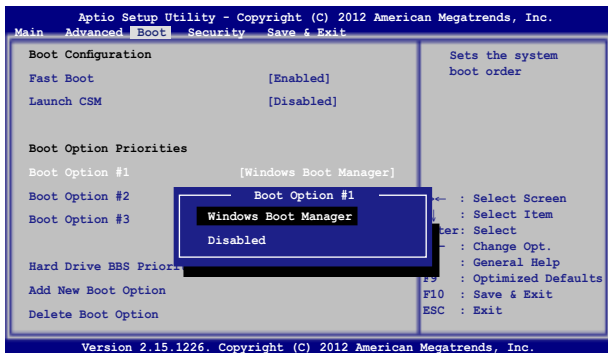 Aptio Setup Utility - Copyright (C) 2012 American Megatrends, Inc.
Main Advanced Boot Security Save & Exit
Boot Configuration
Fast Boot [Enabled]
Launch CSM [Disabled]
Boot Option Priorities
Boot Option #1 [Windows Boot Manager]
Boot Option #2
Boot Option #3
Hard Drive BBS
Add New Boot Option
Delete Boot Option
Boot Option #1
Windows Boot Manager
Disabled
Sets the system
boot order
← : Select Screen
: Select Item
: Select
: Change Opt.
: General Help
F9 : Optimized Defaults
F10 : Save & Exit
ESC : Exit
Version 2.15.1226. Copyright (C) 2012 American Megatrends, Inc.